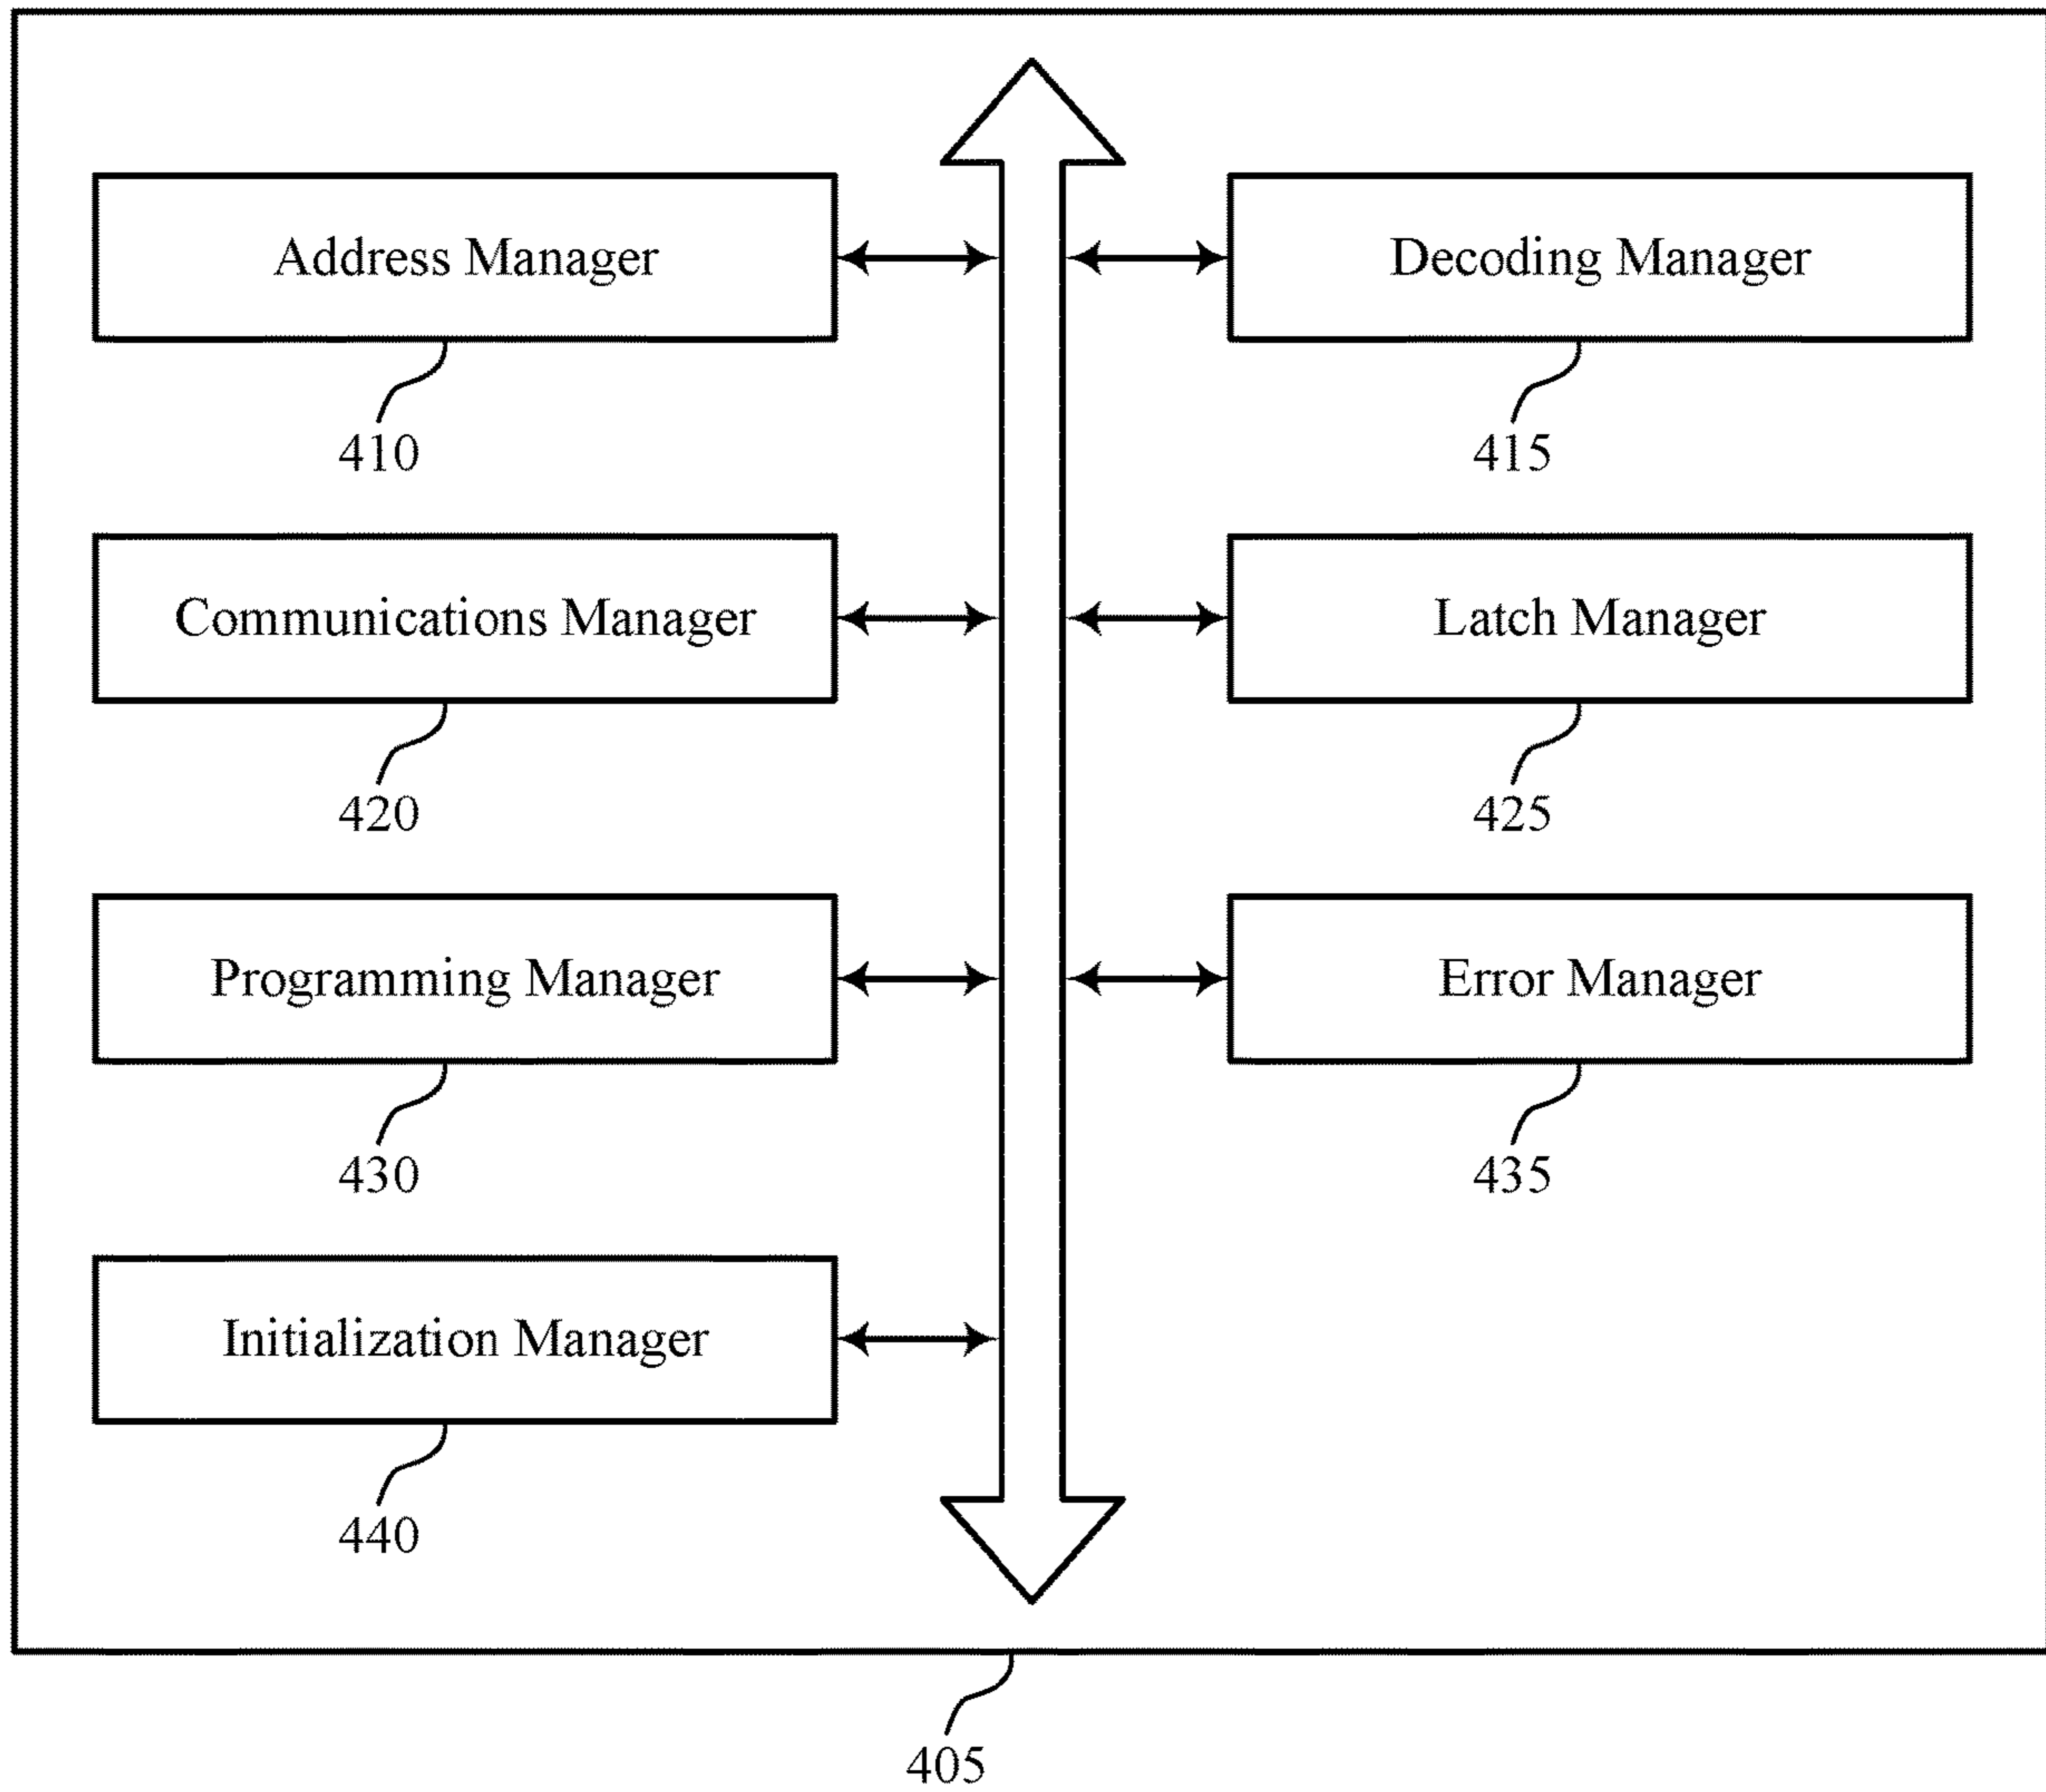 Address Manager
Decoding Manager
410
415
Communications Manager
Latch Manager
420
425
Programming Manager
Error Manager
430
435
Initialization Manager
440
405